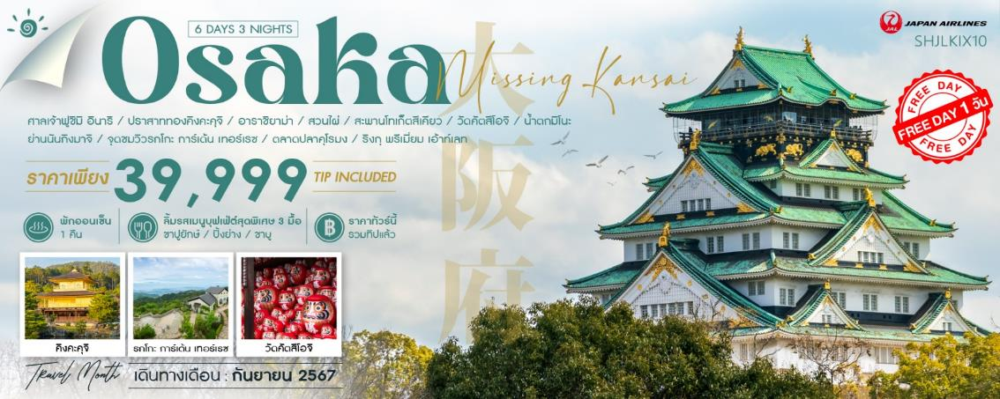 6 DAYS 3 NIGHTS
Osaka
Missing Kansai
大阪府
JAL
JAPAN AIRLINES
SHJLKIX10
FREE DAY
FREE DAY 1 วัน
FREE DAY
ศาลเจ้าฟูชิมิ อินาริ / ปราสาททองคิงคะคุจิ / อาราชิยาม่า / สวนไผ่ / สะพานโทเก็ตสึเคียว / วัดคัตสึโอจิ / น้ำตกมิโนะ
ย่านนันกิงมาจิ / จุดชมวิวรกโกะ การ์เด้น เทอร์เรซ / ตลาดปลาคุโรมง / ริงกุ พรีเมี่ยม เอ้าท์เลท
ราคาเพียง 39,999 TIP INCLUDED
พักออนเซ็น
1 คืน
ลิ้มรสเมนูบุฟเฟ่ต์สุดพิเศษ 3 มื้อ
ชาปูยักษ์ / ปิ้งย่าง / ชาบู
฿
ราคาทัวร์นี้
รวมทิปแล้ว
คิงคะคุจิ
รกโกะ การ์เด้น เทอร์เรซ
วัดคัตสึโอจิ
Travel Month
เดินทางเดือน : กันยายน 2567